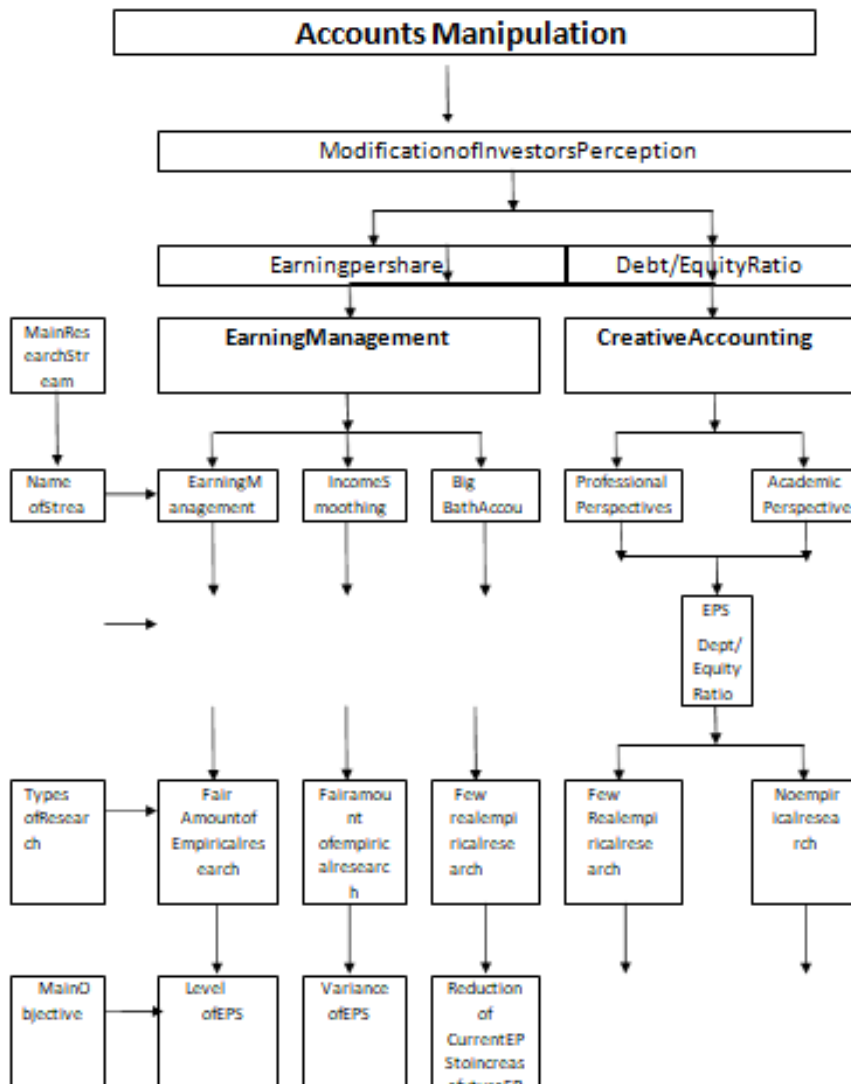 Accounts Manipulation
ModificationofInvestorsPerception
Earningpershare
Debt/EquityRatio
MainRes
earchStr
eam
EarningManagement
CreativeAccounting
Name
ofStrea
EarningM
anagement
IncomeS
moothing
Big
BathAccou
Professional
Perspectives
Academic
Perspective
EPS
Dept/
Equity
Ratio
Types
ofResear
ch
Fair
Amountof
Empiricalres
earch
Fairamou
nt
ofempiric
alresearc
h
Few
realempi
ricalrese
arch
Few
Realempi
ricalrese
arch
Noempir
icalresea
rch
MainO
bjective
Level
ofEPS
Variance
ofEPS
Reduction
of
CurrentEP
Stoincreas